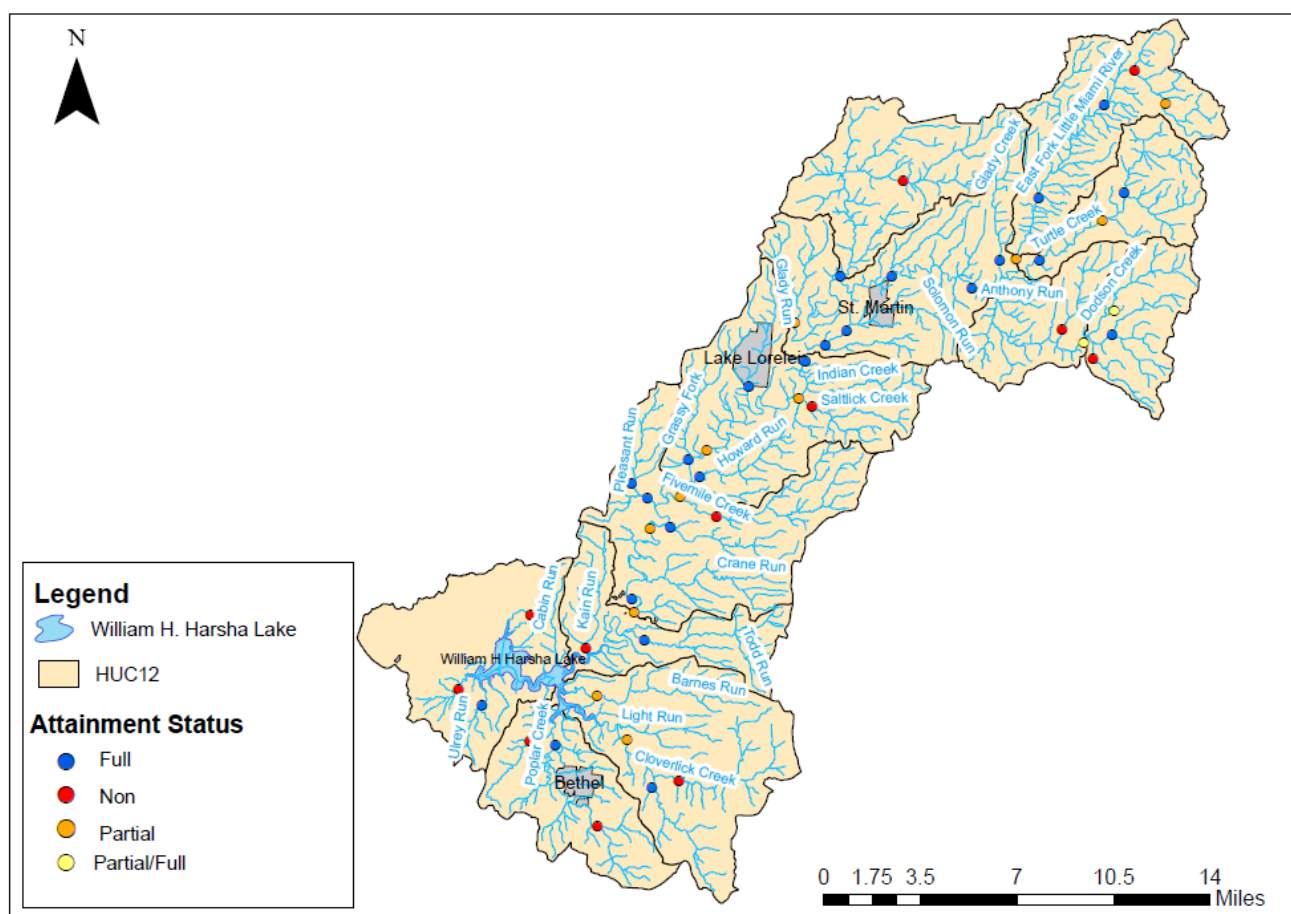 N
East Fork Little Miami River
Glady Creek
Turtle Creek
Dodson Creek
Anthony Run
Solomon Run
Glady Run
St. Martin
Lake Lorelei
Indian Creek
Saltlick Creek
Grassy Fork
Howard Run
Pleasant Run
Fivemile Creek
Crane Run
Cabin Run
Kain Run
Todd Run
William H Harsha Lake
Barnes Run
Light Run
Ulrey Run
Poplar Creek
Cloverlick Creek
Bethel
Legend
William H. Harsha Lake
HUC12
Attainment Status
Full
Non
Partial
Partial/Full
0 1.75 3.5 7 10.5 14
Miles